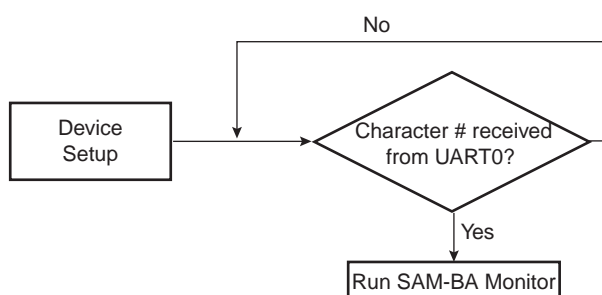 No
Device
Setup
Character # received
from UART0?
Yes
Run SAM-BA Monitor